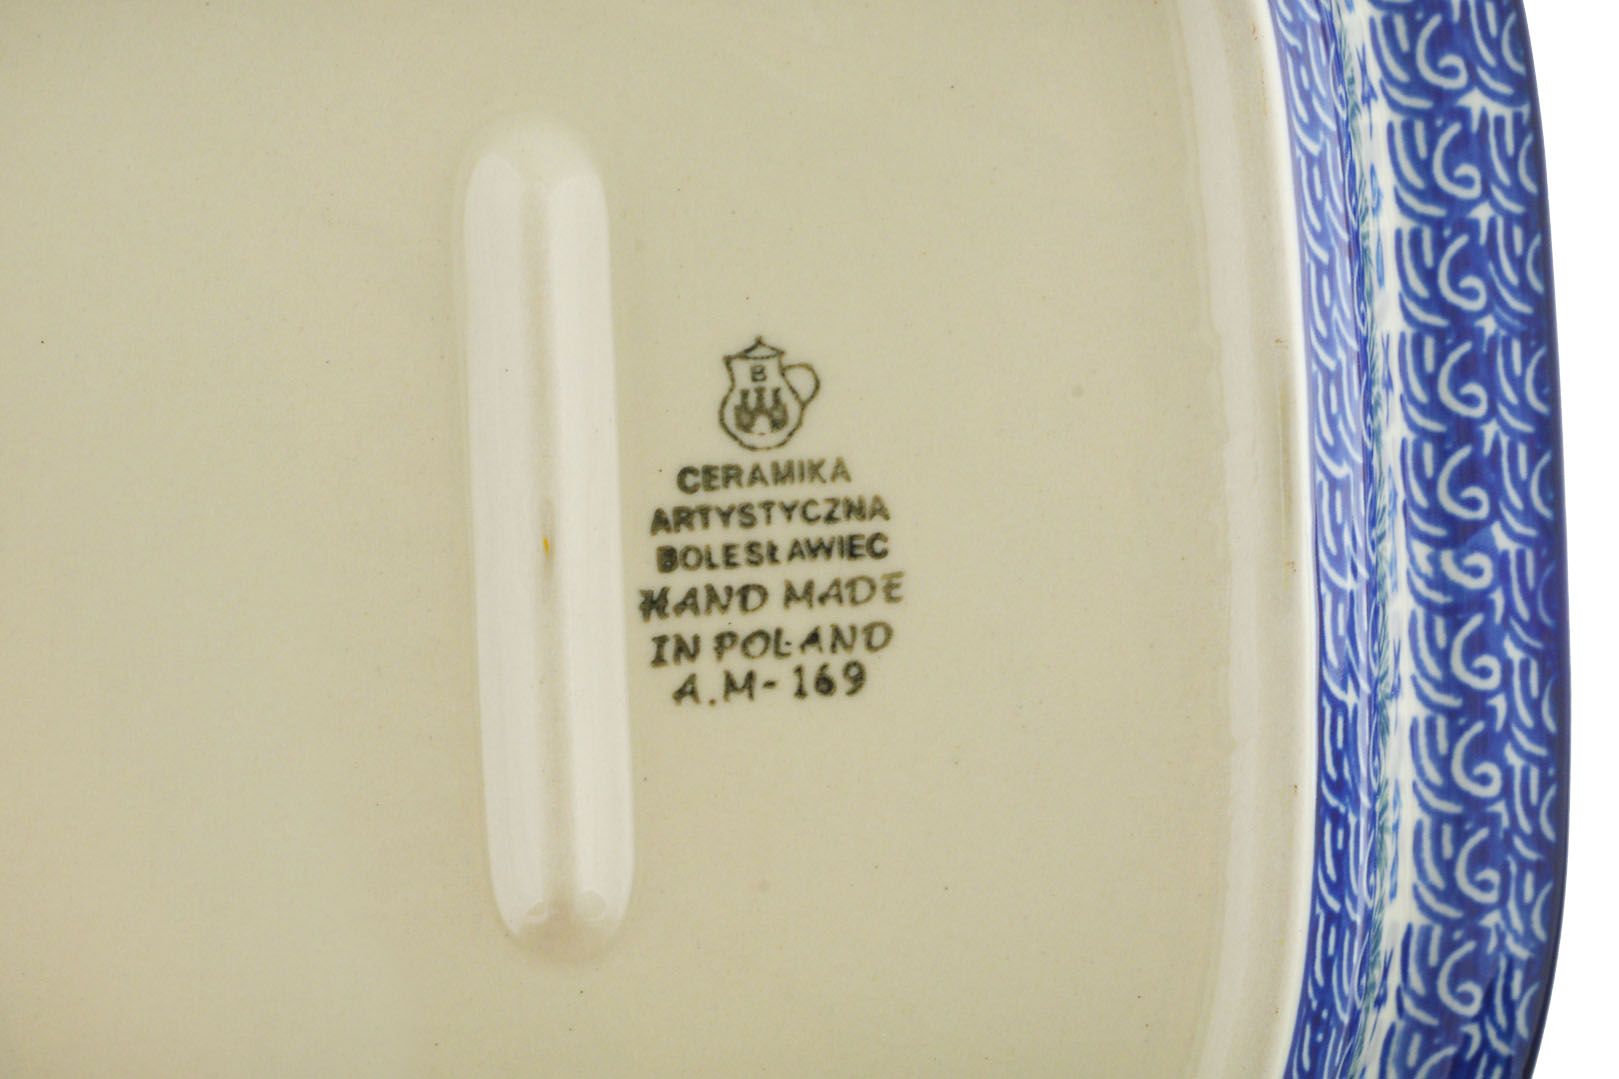 B
CERAMIKA
ARTYSTYCZNA
BOLESŁAWIEC
HAND MADE
IN POLAND
A.M-169